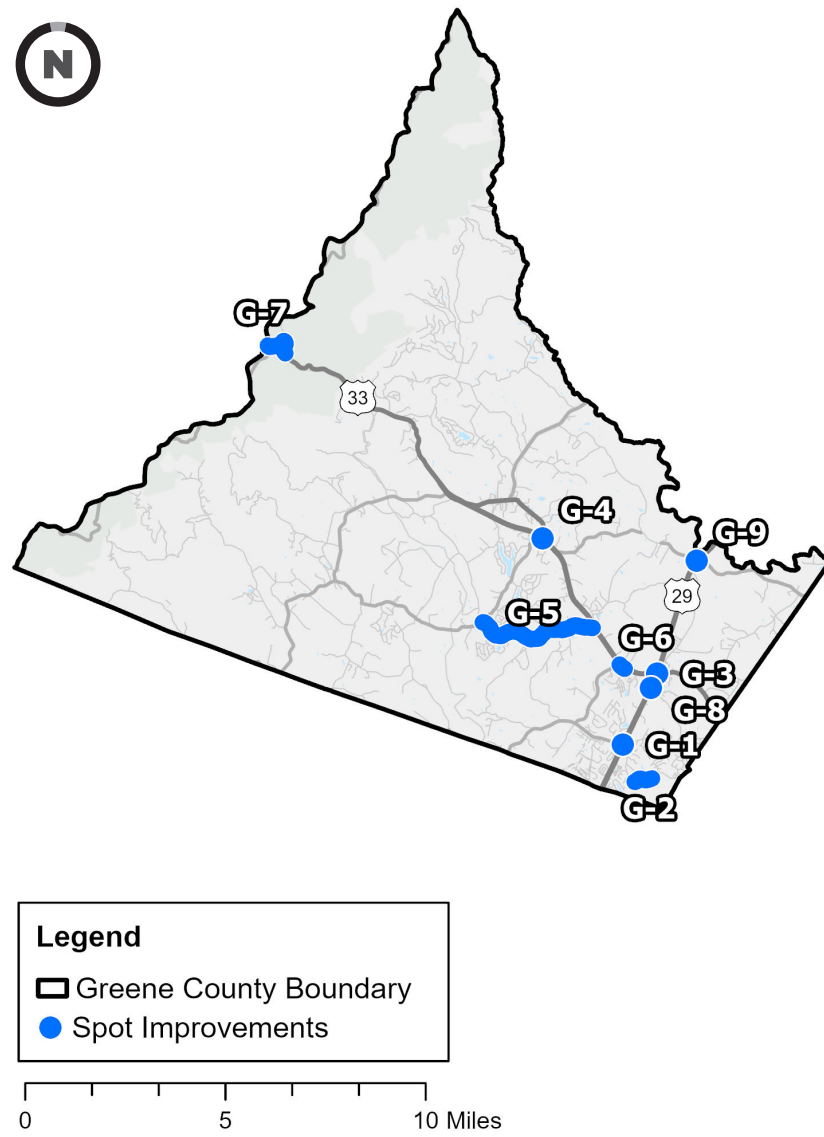 N
G-7
33
G-4
G-9
29
G-5
G-6
G-3
G-8
G-1
G-2
Legend
Greene County Boundary
Spot Improvements
0 5 10 Miles